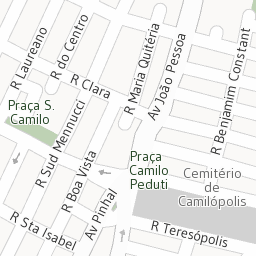 R Laureano
R do Centro
R Clara
R Maria Quitéria
Av João Pessoa
R Benjamim Constant
Praça S.
Camilo
R Sud Mennucci
R Boa Vista
Av Pinhal
R Sta Isabel
Praça
Camilo
Peduti
Cemitério
de
Camilópolis
R Teresópolis